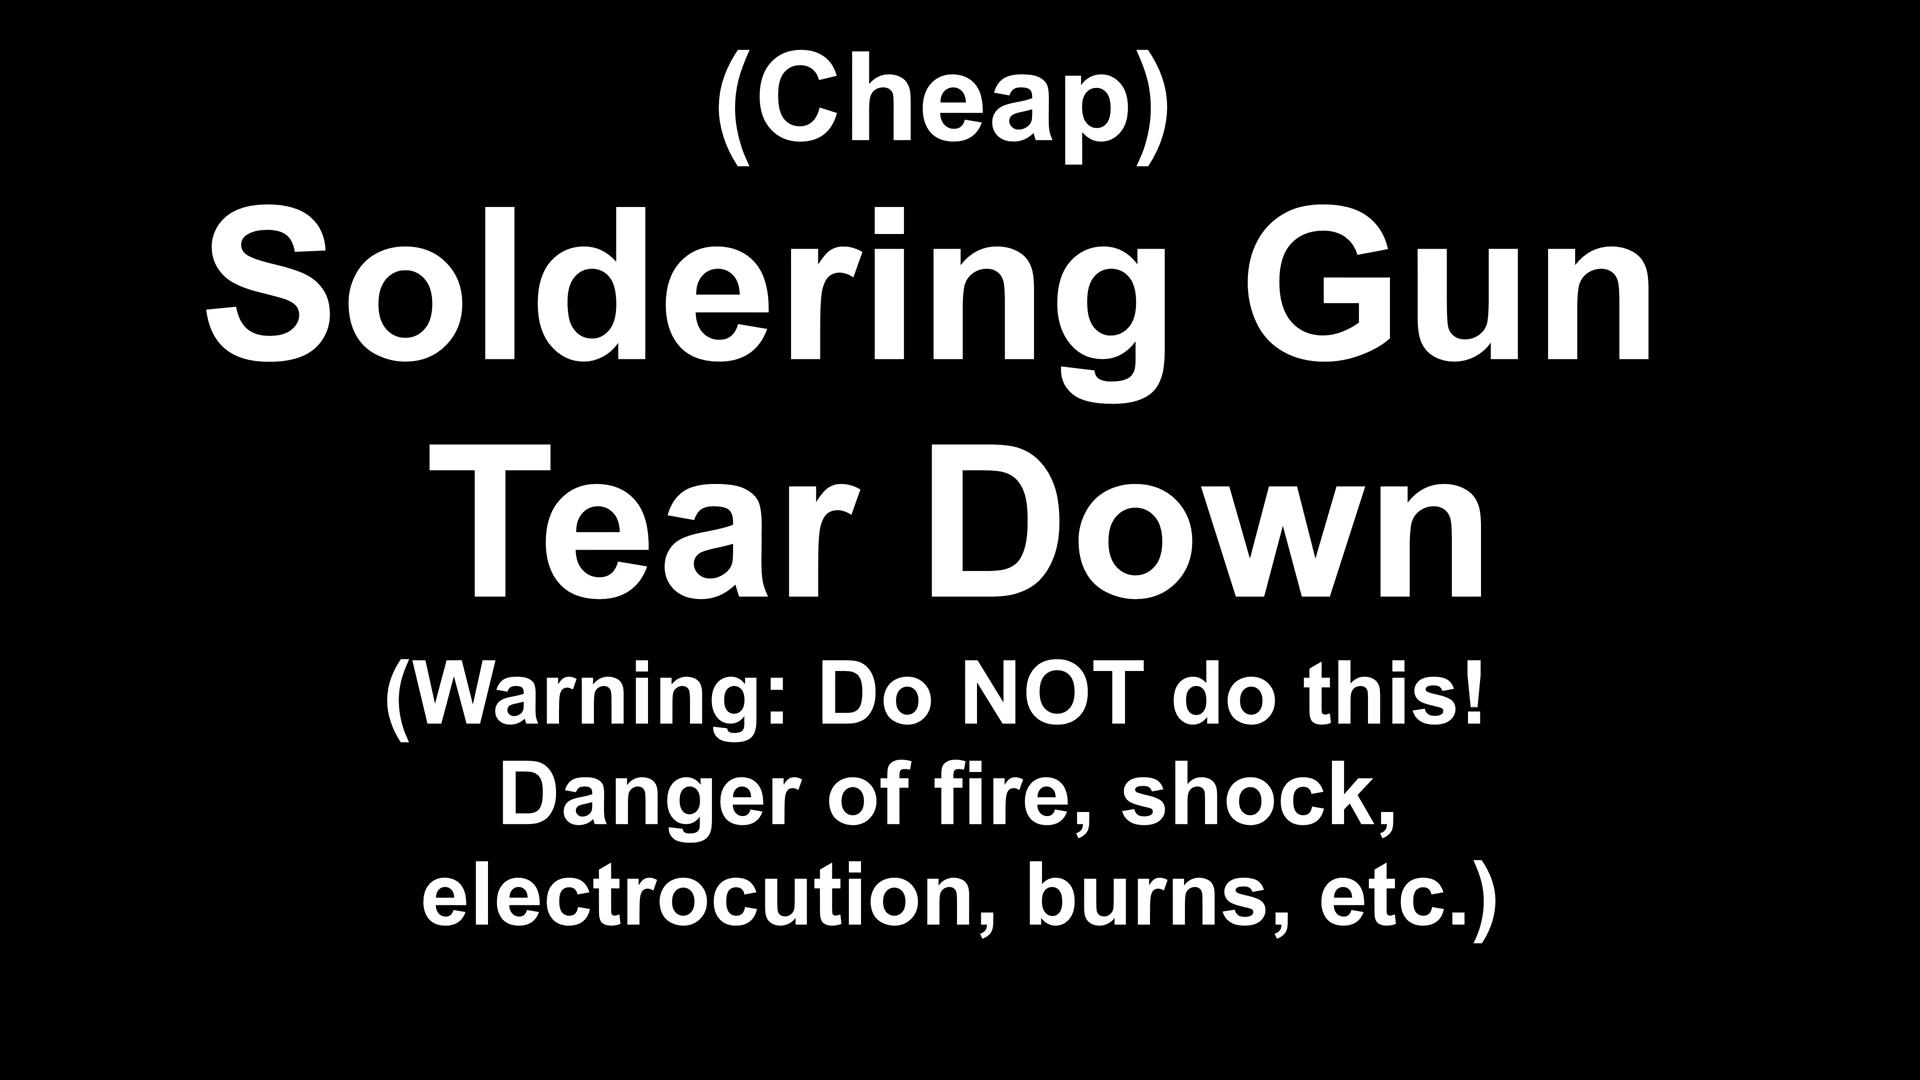 (Cheap)
Soldering Gun
Tear Down
(Warning: Do NOT do this!
Danger of fire, shock,
electrocution, burns, etc.)